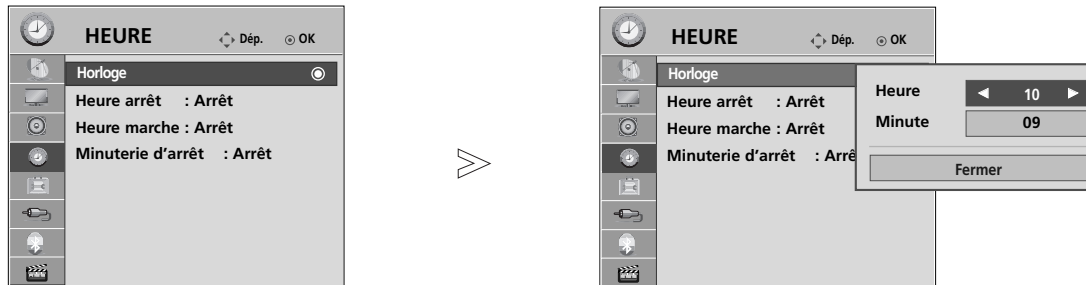 HEURE Dép. OK
Horloge
Heure arrêt : Arrêt
Heure marche : Arrêt
Minuterie d’arrêt : Arrêt
HEURE Dép. OK
Horloge
Heure arrêt : Arrêt
Heure marche : Arrêt
Minuterie d’arrêt : Arrê
Heure 10
Minute 09
Fermer